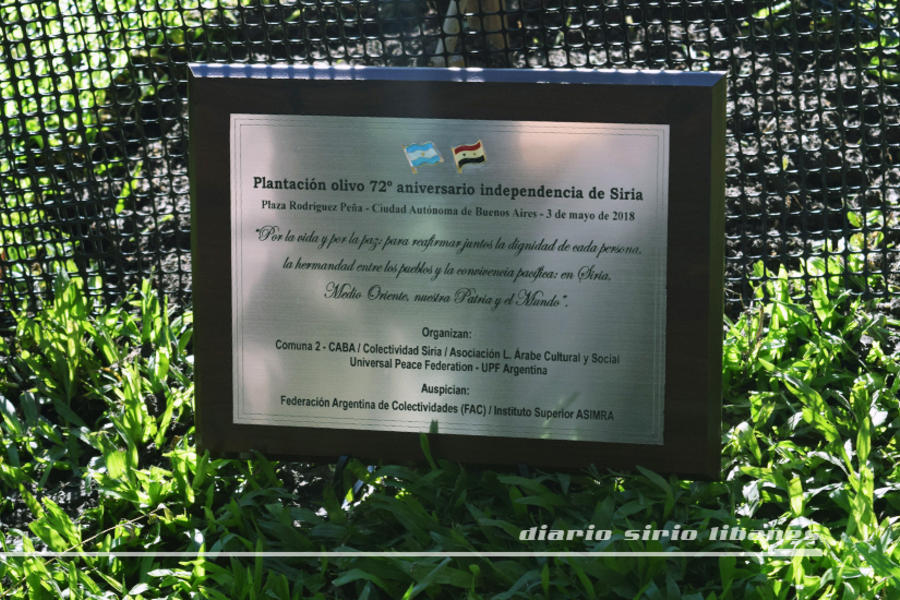 Plantación olivo 72º aniversario independencia de Siria
Plaza Rodríguez Peña - Ciudad Autónoma de Buenos Aires - 3 de mayo de 2018
"Por la vida y por la paz: para reafirmar juntos la dignidad de cada persona,
la hermandad entre los pueblos y la convivencia pacífica: en Siria,
Medio Oriente, nuestra Patria y el Mundo".
Organizan:
Comuna 2 - CABA / Colectividad Siria / Asociación L. Árabe Cultural y Social
Universal Peace Federation - UPF Argentina
Auspician:
Federación Argentina de Colectividades (FAC) / Instituto Superior ASIMRA
diario sirio libanés